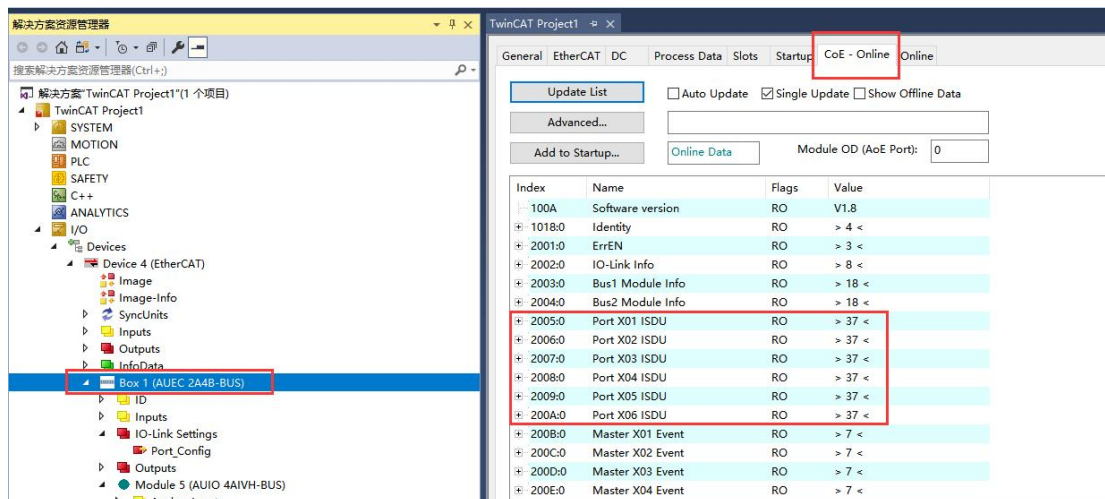 解决方案资源管理器
搜索解决方案资源管理器(Ctrl+;)
解决方案"TwinCAT Project1"(1 个项目)
TwinCAT Project1
SYSTEM
MOTION
PLC
SAFETY
C++
ANALYTICS
I/O
Devices
Device 4 (EtherCAT)
Image
Image-Info
SyncUnits
Inputs
Outputs
InfoData
Box 1 (AUEC 2A4B-BUS)
ID
Inputs
IO-Link Settings
Port_Config
Outputs
Module 5 (AUIO 4AIVH-BUS)
TwinCAT Project1
General EtherCAT DC Process Data Slots Startup CoE - Online Online
Update List Auto Update Single Update Show Offline Data
Advanced...
Add to Startup... Online Data Module OD (AoE Port): 0
Index Name Flags Value
100A Software version RO V1.8
1018:0 Identity RO > 4 <
2001:0 ErrEN RO > 3 <
2002:0 IO-Link Info RO > 8 <
2003:0 Bus1 Module Info RO > 18 <
2004:0 Bus2 Module Info RO > 18 <
2005:0 Port X01 ISDU RO > 37 <
2006:0 Port X02 ISDU RO > 37 <
2007:0 Port X03 ISDU RO > 37 <
2008:0 Port X04 ISDU RO > 37 <
2009:0 Port X05 ISDU RO > 37 <
200A:0 Port X06 ISDU RO > 37 <
200B:0 Master X01 Event RO > 7 <
200C:0 Master X02 Event RO > 7 <
200D:0 Master X03 Event RO > 7 <
200E:0 Master X04 Event RO > 7 <